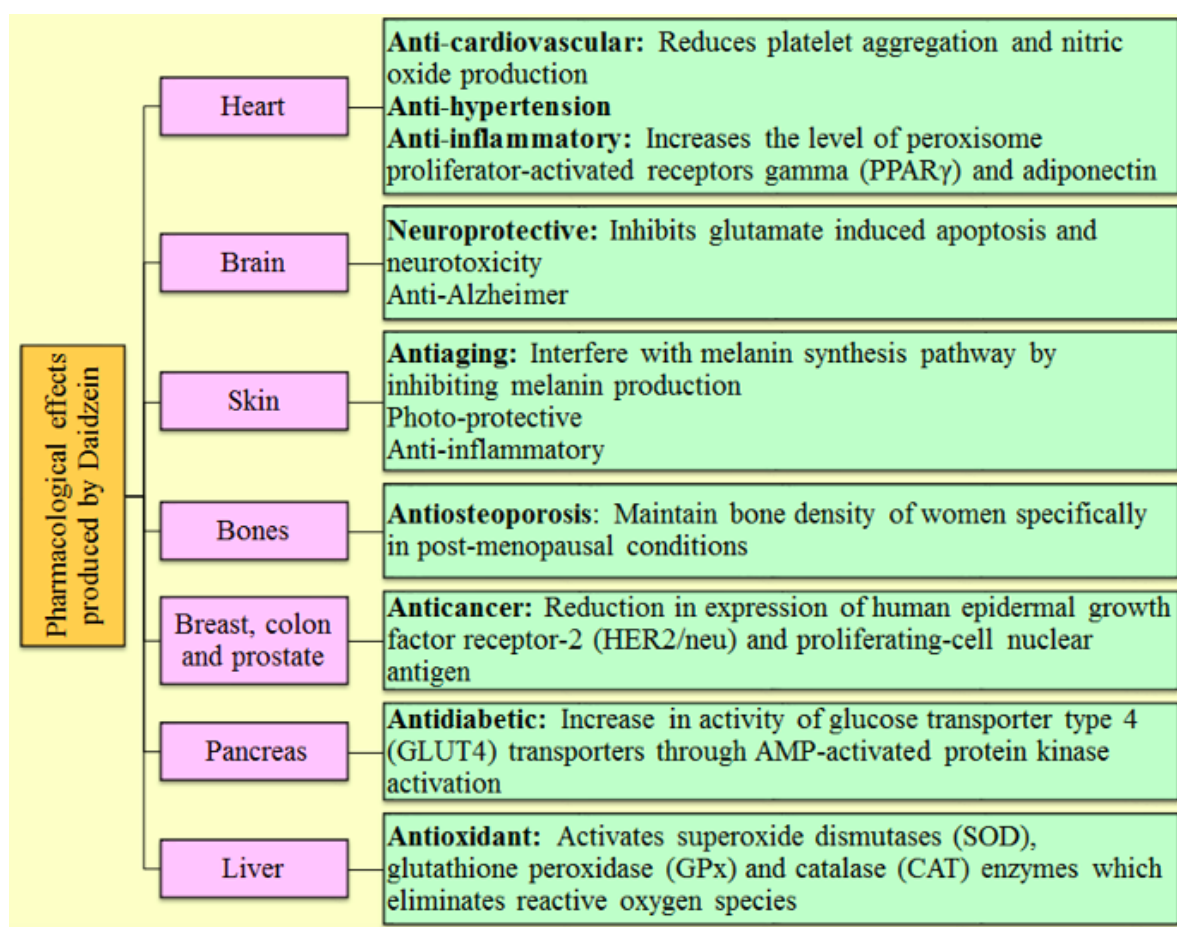 Pharmacological effects
produced by Daidzein
Heart
Anti-cardiovascular: Reduces platelet aggregation and nitric
oxide production
Anti-hypertension
Anti-inflammatory: Increases the level of peroxisome
proliferator-activated receptors gamma (PPARγ) and adiponectin
Brain
Neuroprotective: Inhibits glutamate induced apoptosis and
neurotoxicity
Anti-Alzheimer
Skin
Antiaging: Interfere with melanin synthesis pathway by
inhibiting melanin production
Photo-protective
Anti-inflammatory
Bones
Antiosteoporosis: Maintain bone density of women specifically
in post-menopausal conditions
Breast, colon
and prostate
Anticancer: Reduction in expression of human epidermal growth
factor receptor-2 (HER2/neu) and proliferating-cell nuclear
antigen
Pancreas
Antidiabetic: Increase in activity of glucose transporter type 4
(GLUT4) transporters through AMP-activated protein kinase
activation
Liver
Antioxidant: Activates superoxide dismutases (SOD),
glutathione peroxidase (GPx) and catalase (CAT) enzymes which
eliminates reactive oxygen species